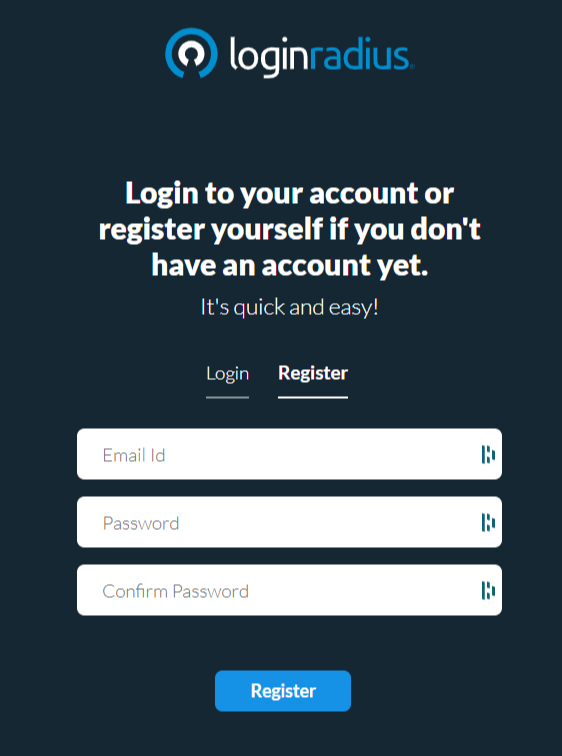 loginradius
Login to your account or
register yourself if you don't
have an account yet.
It's quick and easy!
Login Register
Email Id
Password
Confirm Password
Register